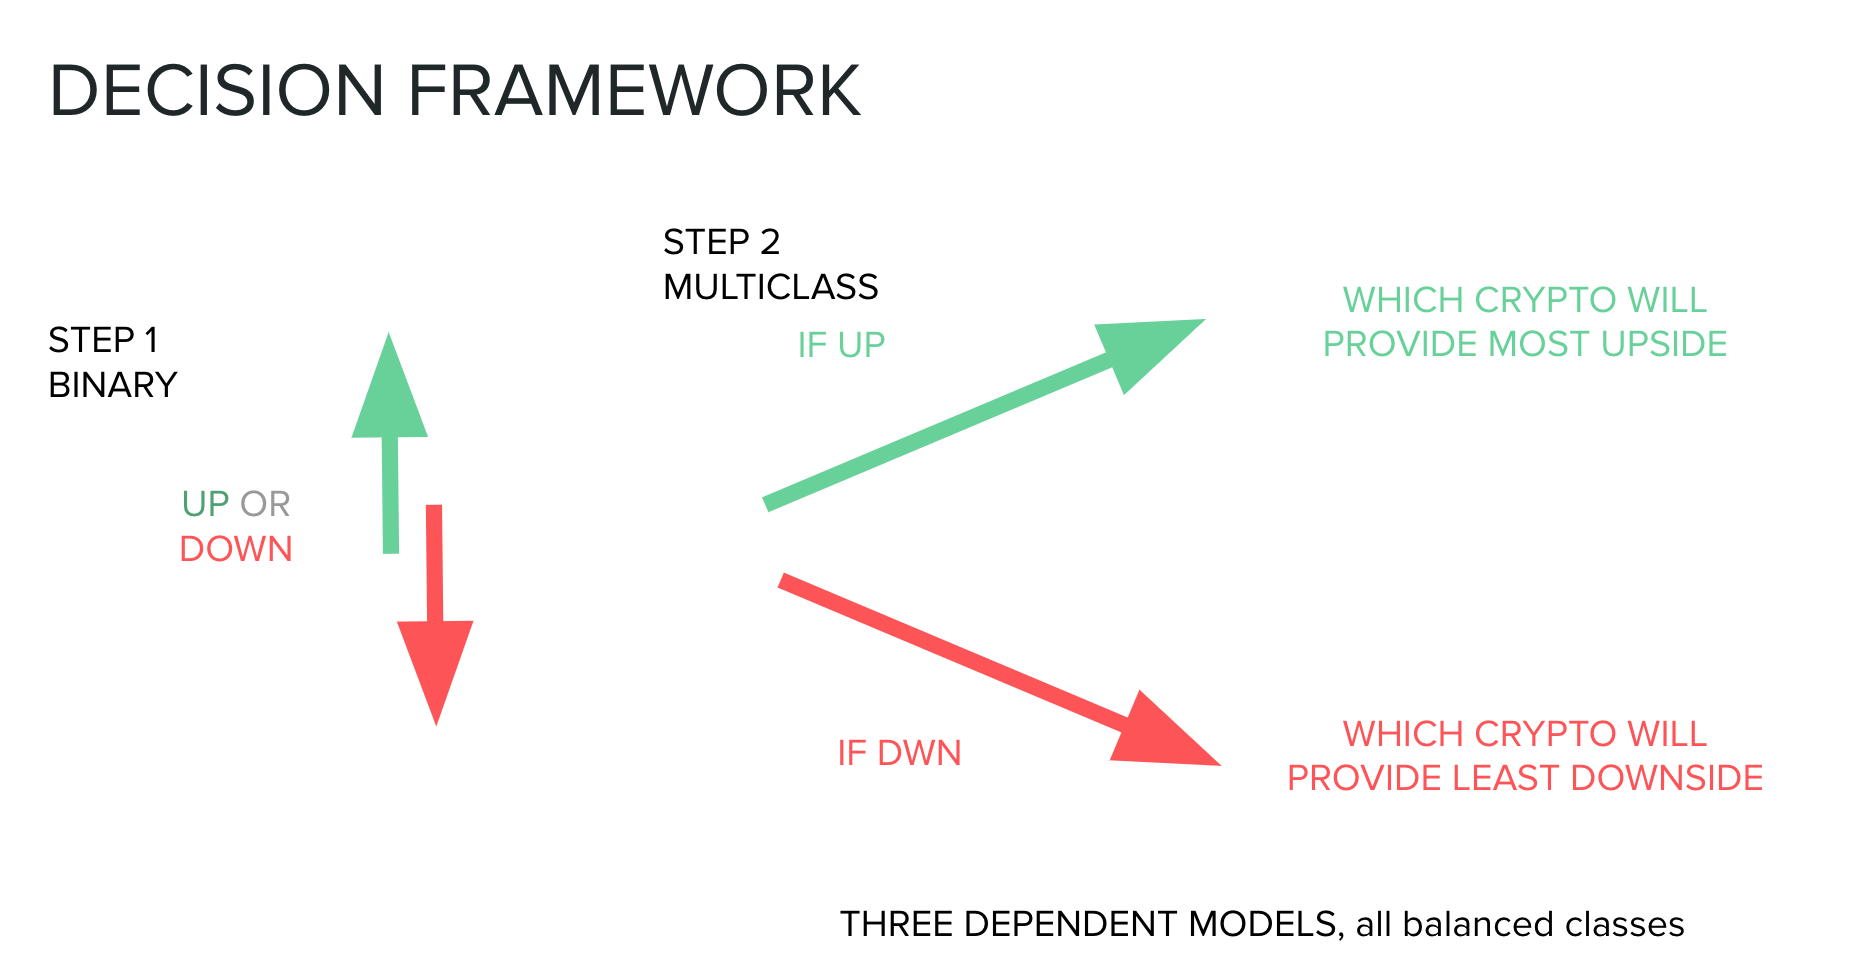 DECISION FRAMEWORK
STEP 1
BINARY
UP OR
DOWN
STEP 2
MULTICLASS
IF UP
WHICH CRYPTO WILL
PROVIDE MOST UPSIDE
IF DWN
WHICH CRYPTO WILL
PROVIDE LEAST DOWNSIDE
THREE DEPENDENT MODELS, all balanced classes